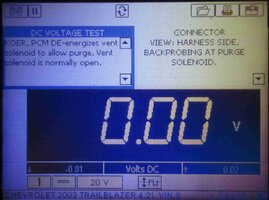 DC VOLTAGE TEST
KOER, PCM DE-energizes vent
solenoid to allow purge. Vent
solenoid is normally open.
CONNECTOR
VIEW: HARNESS SIDE,
BACKPROBING AT PURGE
SOLENOID.
0.00 V
↓ -0.01 Volts DC ↑ 0.02
1 20 V
CHEVROLET 2003 TRAILBLAZER 4.2L VIN S